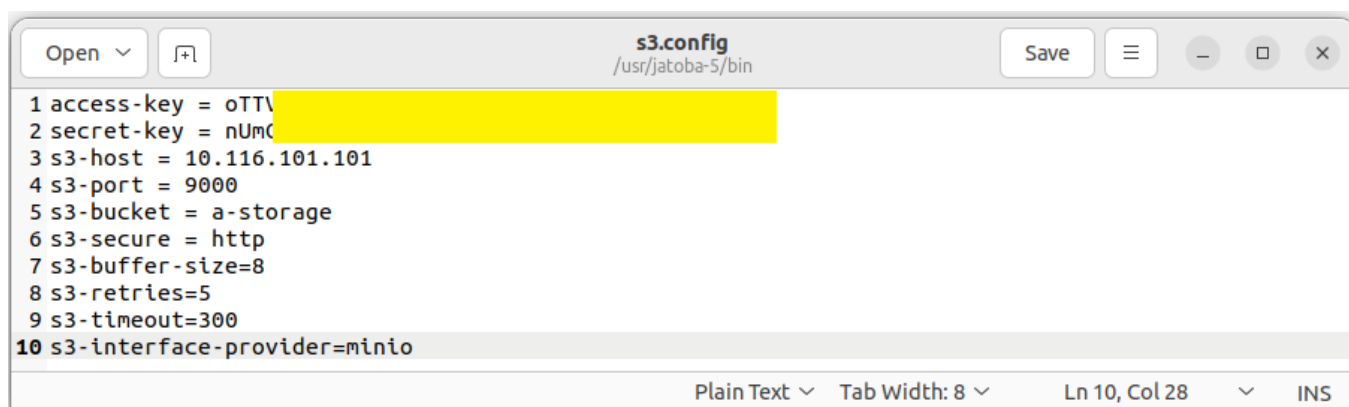 Open
s3.config
/usr/jatoba-5/bin
Save
1 access-key = oTTV
2 secret-key = nUm
3 s3-host = 10.116.101.101
4 s3-port = 9000
5 s3-bucket = a-storage
6 s3-secure = http
7 s3-buffer-size=8
8 s3-retries=5
9 s3-timeout=300
10 s3-interface-provider=minio
Plain Text Tab Width: 8 Ln 10, Col 28 INS